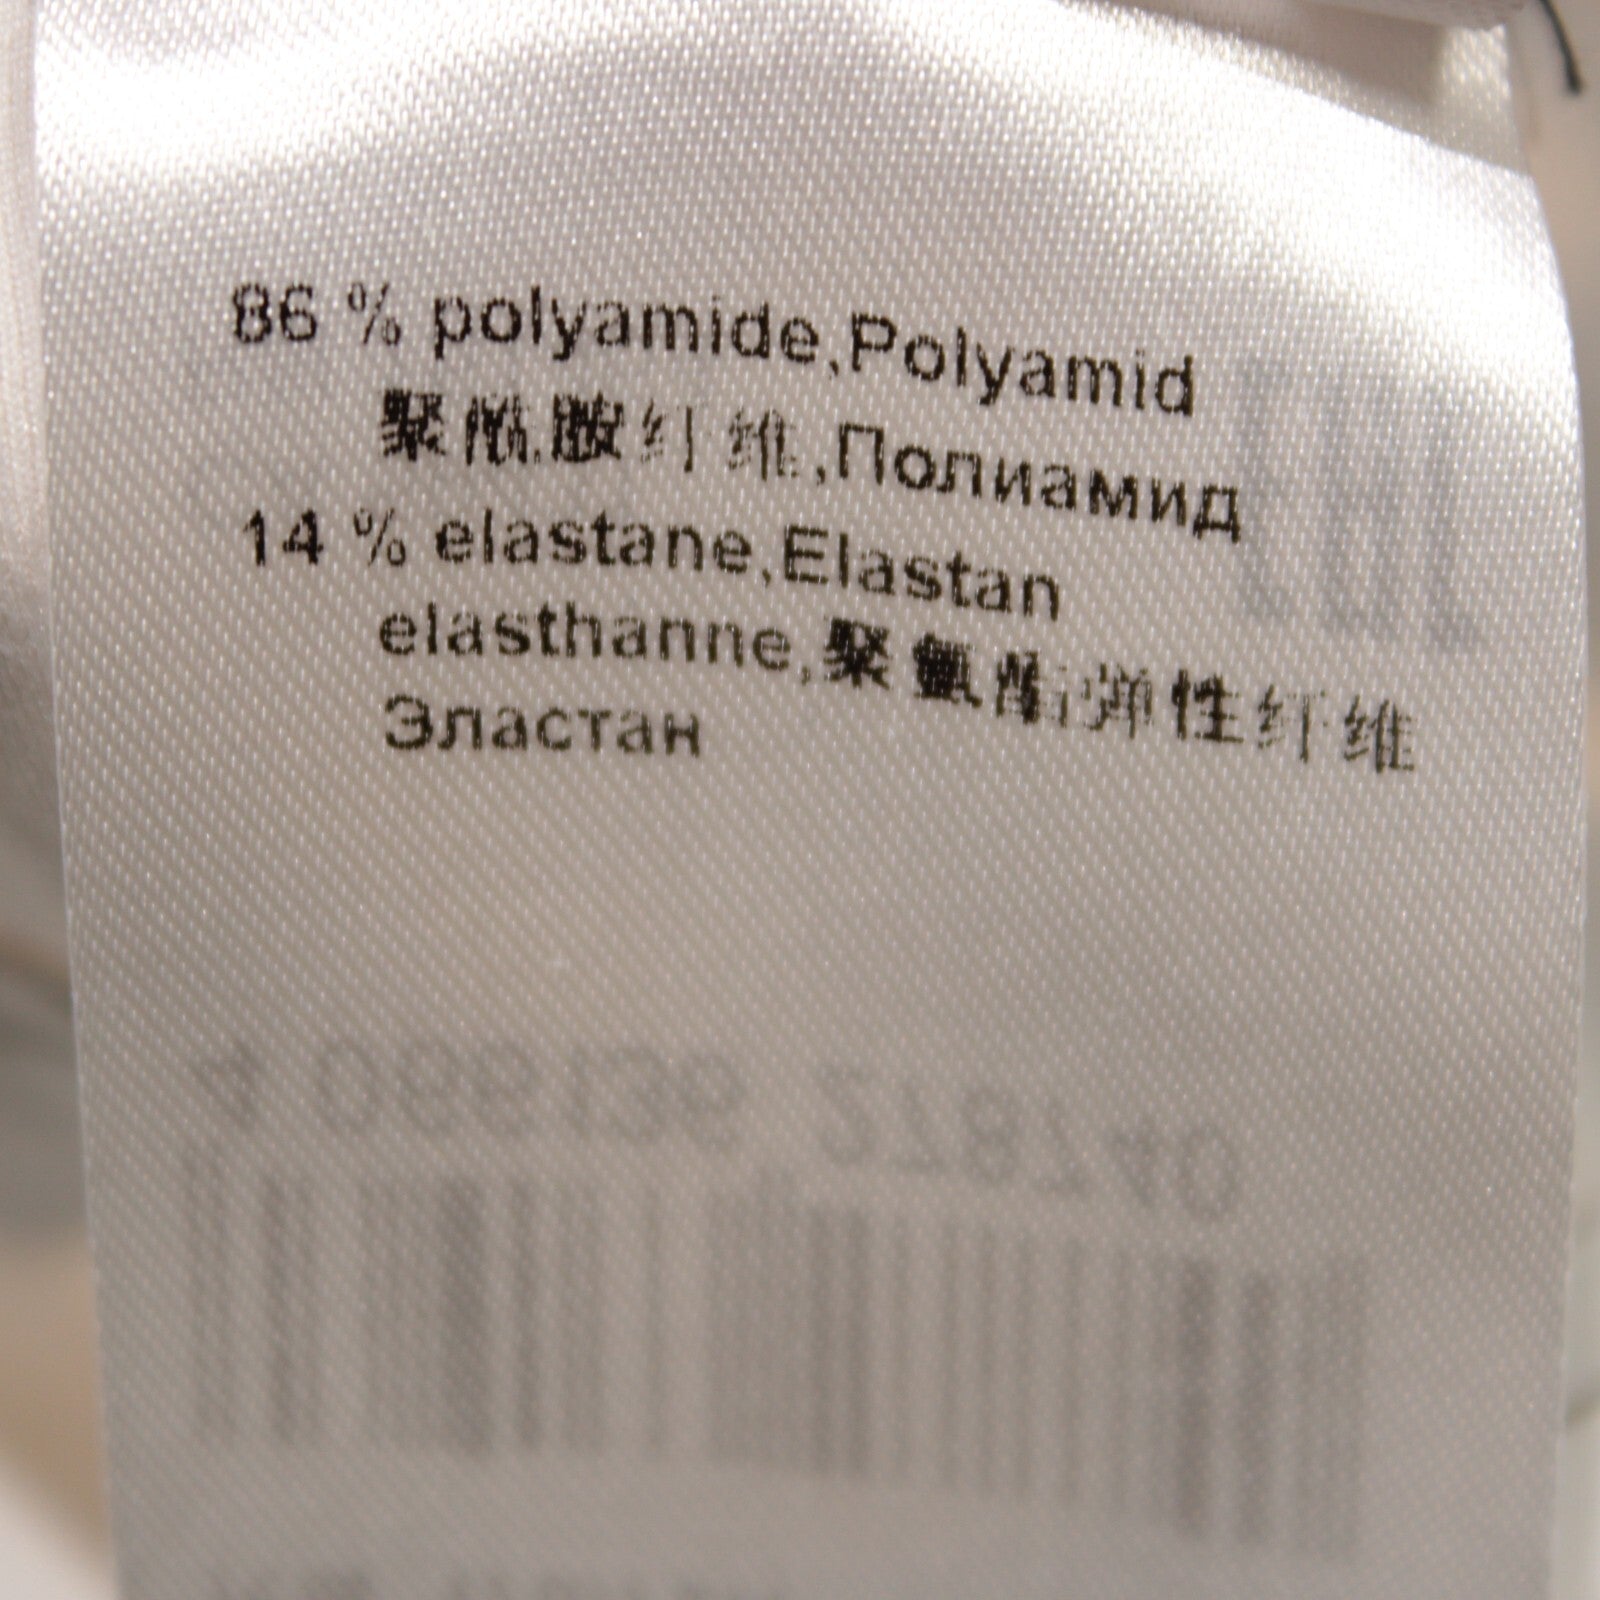 86 % polyamide,Polyamid
聚酰胺纤维,Полиамид
14 % elastane,Elastan
elasthanne,聚氨酯弹性纤维
Эластан